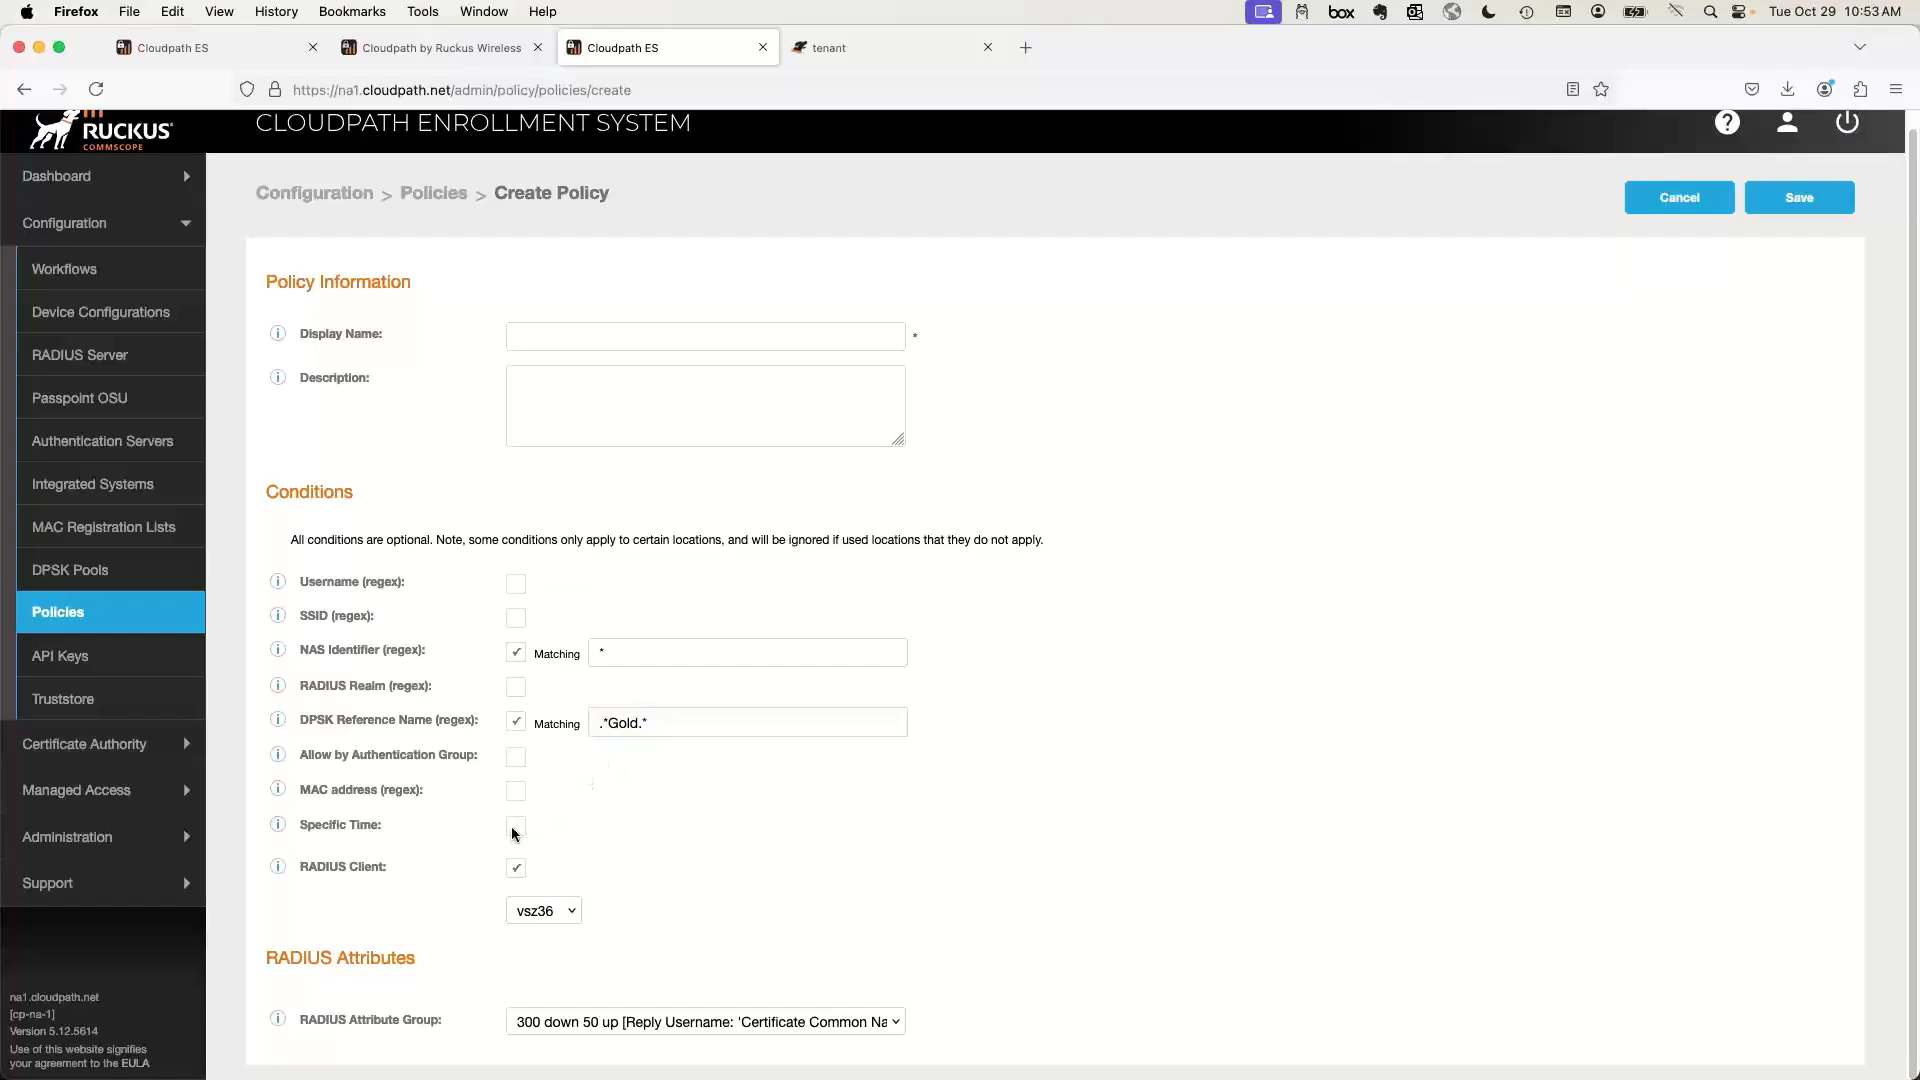 Firefox File Edit View History Bookmarks Tools Window Help box Tue Oct 29 10:53 AM
Cloudpath ES Cloudpath by Ruckus Wireless Cloudpath ES tenant
https://na1.cloudpath.net/admin/policy/policies/create
RUCKUS
COMMSCOPE
CLOUDPATH ENROLLMENT SYSTEM
Dashboard
Configuration
Workflows
Device Configurations
RADIUS Server
Passpoint OSU
Authentication Servers
Integrated Systems
MAC Registration Lists
DPSK Pools
Policies
API Keys
Truststore
Certificate Authority
Managed Access
Administration
Support
na1.cloudpath.net
[cp-na-1]
Version 5.12.5614
Use of this website signifies
your agreement to the EULA
Configuration > Policies > Create Policy
Cancel Save
Policy Information
Display Name: *
Description:
Conditions
All conditions are optional. Note, some conditions only apply to certain locations, and will be ignored if used locations that they do not apply.
Username (regex):
SSID (regex):
NAS Identifier (regex): Matching *
RADIUS Realm (regex):
DPSK Reference Name (regex): Matching .*Gold.*
Allow by Authentication Group:
MAC address (regex):
Specific Time:
RADIUS Client:
vsz36
RADIUS Attributes
RADIUS Attribute Group: 300 down 50 up [Reply Username: 'Certificate Common Na